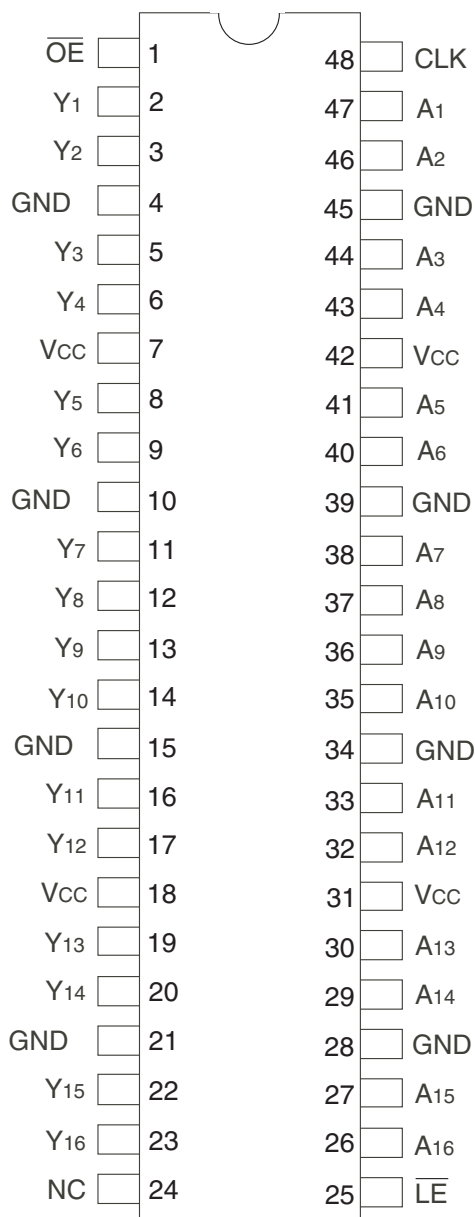 O̅E̅ 1 48 CLK
Y1 2 47 A1
Y2 3 46 A2
GND 4 45 GND
Y3 5 44 A3
Y4 6 43 A4
VCC 7 42 VCC
Y5 8 41 A5
Y6 9 40 A6
GND 10 39 GND
Y7 11 38 A7
Y8 12 37 A8
Y9 13 36 A9
Y10 14 35 A10
GND 15 34 GND
Y11 16 33 A11
Y12 17 32 A12
VCC 18 31 VCC
Y13 19 30 A13
Y14 20 29 A14
GND 21 28 GND
Y15 22 27 A15
Y16 23 26 A16
NC 24 25 L̅E̅